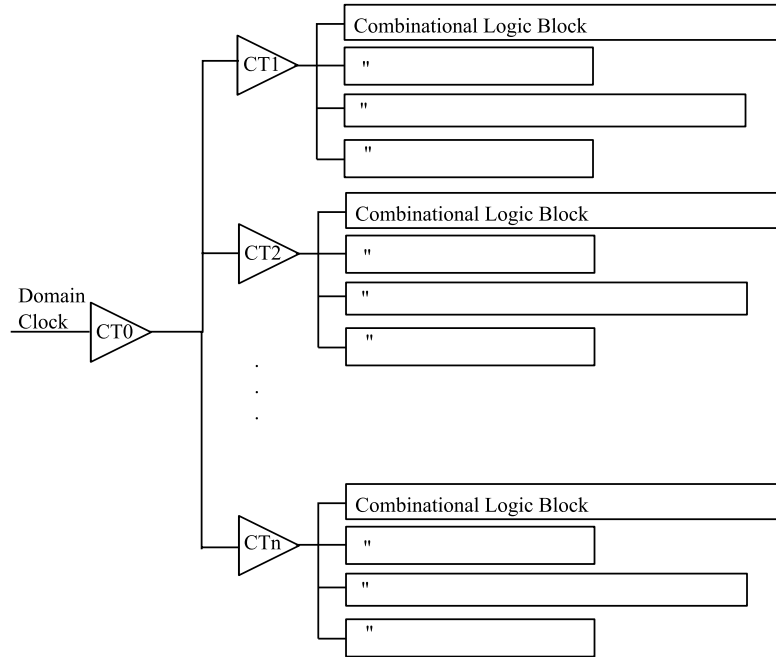 Combinational Logic Block
CT1
"
"
"
Combinational Logic Block
CT2
"
"
"
Domain
Clock
CT0
.
.
.
Combinational Logic Block
CTn
"
"
"